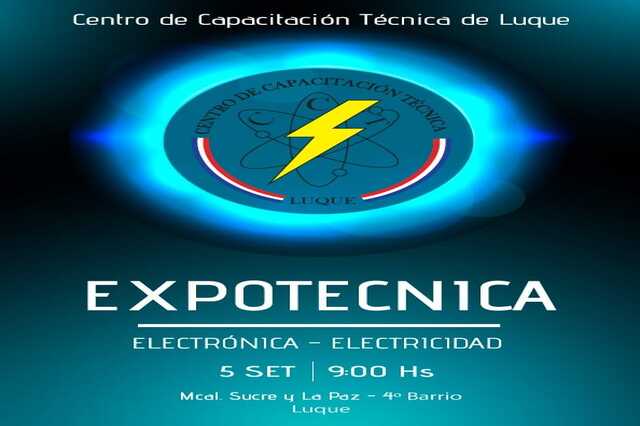 Centro de Capacitación Técnica de Luque
CENTRO DE CAPACITACIÓN TÉCNICA
C C T
LUQUE
EXPOTECNICA
ELECTRÓNICA - ELECTRICIDAD
5 SET | 9:00 Hs
Mcal. Sucre y La Paz - 4º Barrio
Luque